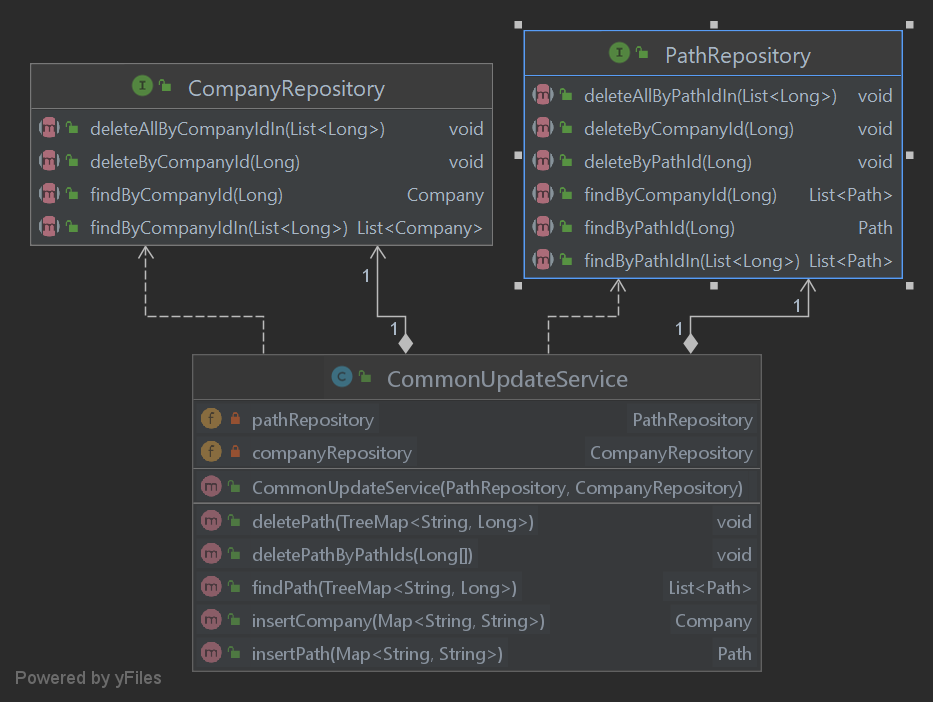 I CompanyRepository
m deleteAllByCompanyIdIn(List<Long>) void
m deleteByCompanyId(Long) void
m findByCompanyId(Long) Company
m findByCompanyIdIn(List<Long>) List<Company>
I PathRepository
m deleteAllByPathIdIn(List<Long>) void
m deleteByCompanyId(Long) void
m deleteByPathId(Long) void
m findByCompanyId(Long) List<Path>
m findByPathId(Long) Path
m findByPathIdIn(List<Long>) List<Path>
1
1
1
1
C CommonUpdateService
f pathRepository PathRepository
f companyRepository CompanyRepository
m CommonUpdateService(PathRepository, CompanyRepository)
m deletePath(TreeMap<String, Long>) void
m deletePathByPathIds(Long[]) void
m findPath(TreeMap<String, Long>) List<Path>
m insertCompany(Map<String, String>) Company
m insertPath(Map<String, String>) Path
Powered by yFiles